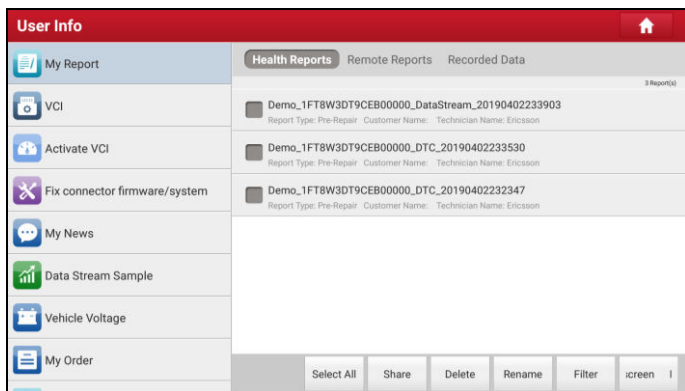 User Info
My Report
VCI
Activate VCI
Fix connector firmware/system
My News
Data Stream Sample
Vehicle Voltage
My Order
Health Reports Remote Reports Recorded Data
3 Report(s)
Demo_1FT8W3DT9CEB00000_DataStream_20190402233903
Report Type: Pre-Repair Customer Name: Technician Name: Ericsson
Demo_1FT8W3DT9CEB00000_DTC_20190402233530
Report Type: Pre-Repair Customer Name: Technician Name: Ericsson
Demo_1FT8W3DT9CEB00000_DTC_20190402232347
Report Type: Pre-Repair Customer Name: Technician Name: Ericsson
Select All Share Delete Rename Filter